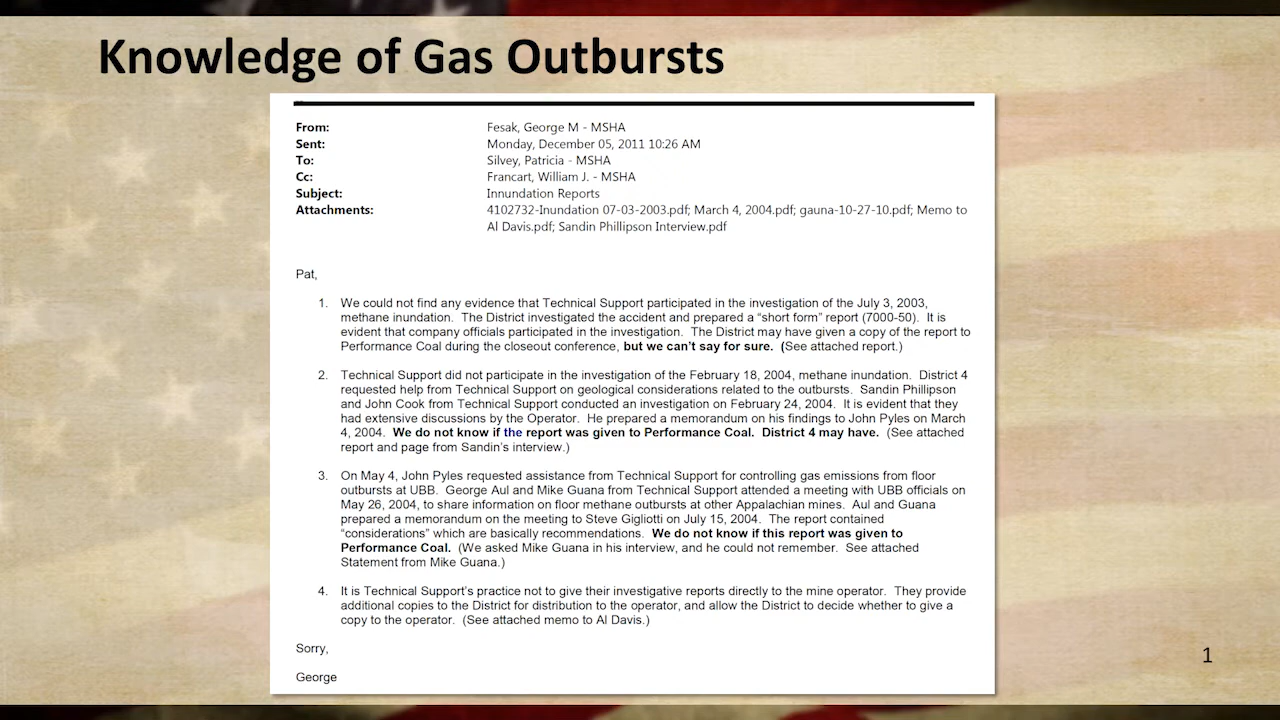 Knowledge of Gas Outbursts
From: Fesak, George M - MSHA
Sent: Monday, December 05, 2011 10:26 AM
To: Silvey, Patricia - MSHA
Cc: Francart, William J. - MSHA
Subject: Innundation Reports
Attachments: 4102732-Inundation 07-03-2003.pdf; March 4, 2004.pdf; gauna-10-27-10.pdf; Memo to
Al Davis.pdf; Sandin Phillipson Interview.pdf
Pat,
1. We could not find any evidence that Technical Support participated in the investigation of the July 3, 2003,
methane inundation. The District investigated the accident and prepared a “short form” report (7000-50). It is
evident that company officials participated in the investigation. The District may have given a copy of the report to
Performance Coal during the closeout conference, but we can’t say for sure. (See attached report.)
2. Technical Support did not participate in the investigation of the February 18, 2004, methane inundation. District 4
requested help from Technical Support on geological considerations related to the outbursts. Sandin Phillipson
and John Cook from Technical Support conducted an investigation on February 24, 2004. It is evident that they
had extensive discussions by the Operator. He prepared a memorandum on his findings to John Pyles on March
4, 2004. We do not know if the report was given to Performance Coal. District 4 may have. (See attached
report and page from Sandin’s interview.)
3. On May 4, John Pyles requested assistance from Technical Support for controlling gas emissions from floor
outbursts at UBB. George Aul and Mike Guana from Technical Support attended a meeting with UBB officials on
May 26, 2004, to share information on floor methane outbursts at other Appalachian mines. Aul and Guana
prepared a memorandum on the meeting to Steve Gigliotti on July 15, 2004. The report contained
“considerations” which are basically recommendations. We do not know if this report was given to
Performance Coal. (We asked Mike Guana in his interview, and he could not remember. See attached
Statement from Mike Guana.)
4. It is Technical Support’s practice not to give their investigative reports directly to the mine operator. They provide
additional copies to the District for distribution to the operator, and allow the District to decide whether to give a
copy to the operator. (See attached memo to Al Davis.)
Sorry,
George
1